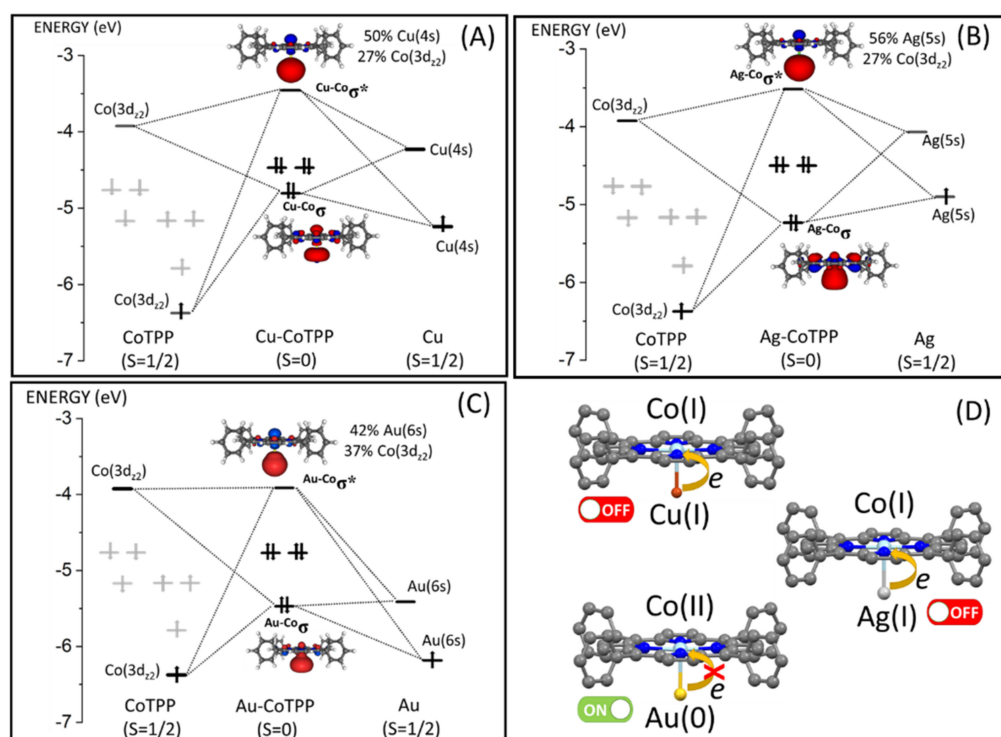 ENERGY (eV)
(A)
50% Cu(4s)
27% Co(3dz2)
-3
-4
-5
-6
-7
Cu-Coσ*
Co(3dz2)
Cu(4s)
Cu-Coσ
Cu(4s)
Co(3dz2)
CoTPP
(S=1/2)
Cu-CoTPP
(S=0)
Cu
(S=1/2)
ENERGY (eV)
(B)
56% Ag(5s)
27% Co(3dz2)
-3
-4
-5
-6
-7
Ag-Coσ*
Co(3dz2)
Ag(5s)
Ag(5s)
Ag-Coσ
Co(3dz2)
CoTPP
(S=1/2)
Ag-CoTPP
(S=0)
Ag
(S=1/2)
ENERGY (eV)
(C)
42% Au(6s)
37% Co(3dz2)
-3
-4
-5
-6
-7
Au-Coσ*
Co(3dz2)
Au(6s)
Au-Coσ
Au(6s)
Co(3dz2)
CoTPP
(S=1/2)
Au-CoTPP
(S=0)
Au
(S=1/2)
(D)
Co(I)
e
OFF
Cu(I)
Co(I)
e
Ag(I)
OFF
Co(II)
e
ON
Au(0)